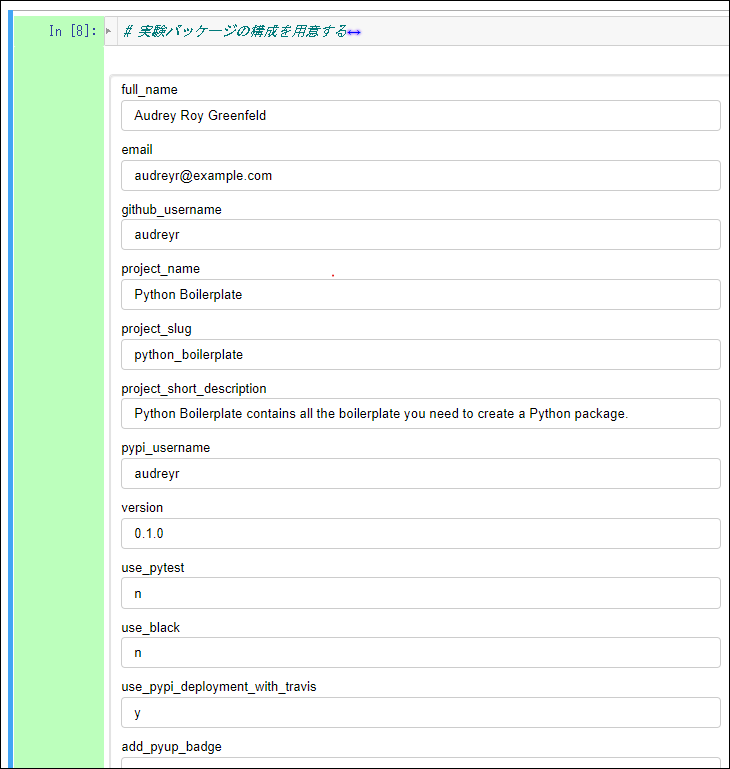 In [8]:
# 実験パッケージの構成を用意する↔
full_name
Audrey Roy Greenfeld
email
audreyr@example.com
github_username
audreyr
project_name
Python Boilerplate
project_slug
python_boilerplate
project_short_description
Python Boilerplate contains all the boilerplate you need to create a Python package.
pypi_username
audreyr
version
0.1.0
use_pytest
n
use_black
n
use_pypi_deployment_with_travis
y
add_pyup_badge